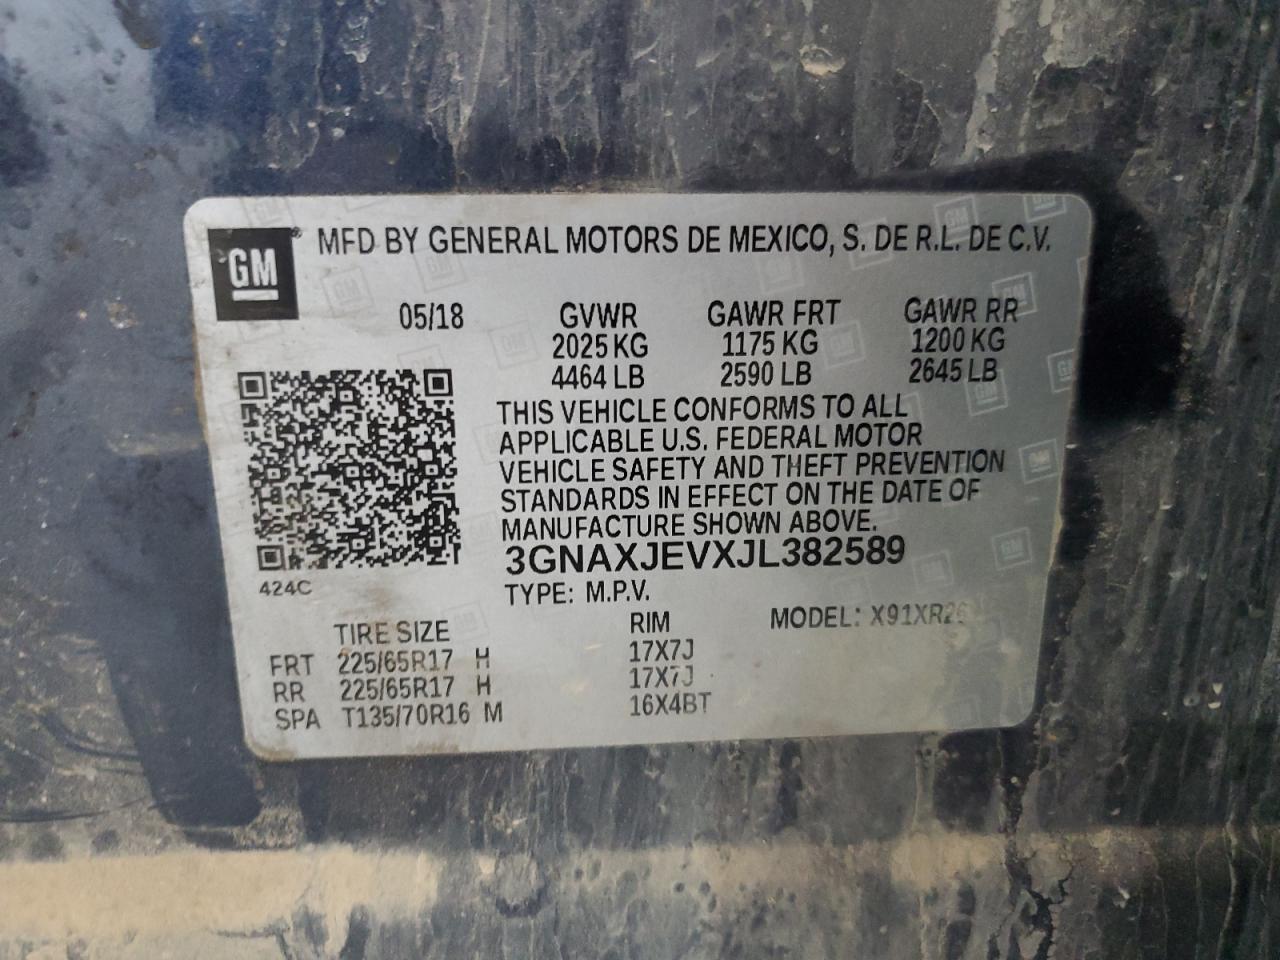 GM ® MFD BY GENERAL MOTORS DE MEXICO, S. DE R.L. DE C.V.
05/18 GVWR GAWR FRT GAWR RR
2025 KG 1175 KG 1200 KG
4464 LB 2590 LB 2645 LB
THIS VEHICLE CONFORMS TO ALL
APPLICABLE U.S. FEDERAL MOTOR
VEHICLE SAFETY AND THEFT PREVENTION
STANDARDS IN EFFECT ON THE DATE OF
MANUFACTURE SHOWN ABOVE.
3GNAXJEVXJL382589
424C
TYPE: M.P.V.
TIRE SIZE RIM MODEL:
FRT 225/65R17 H 17X7J
RR 225/65R17 H 17X7J
SPA T135/70R16 M 16X4BT